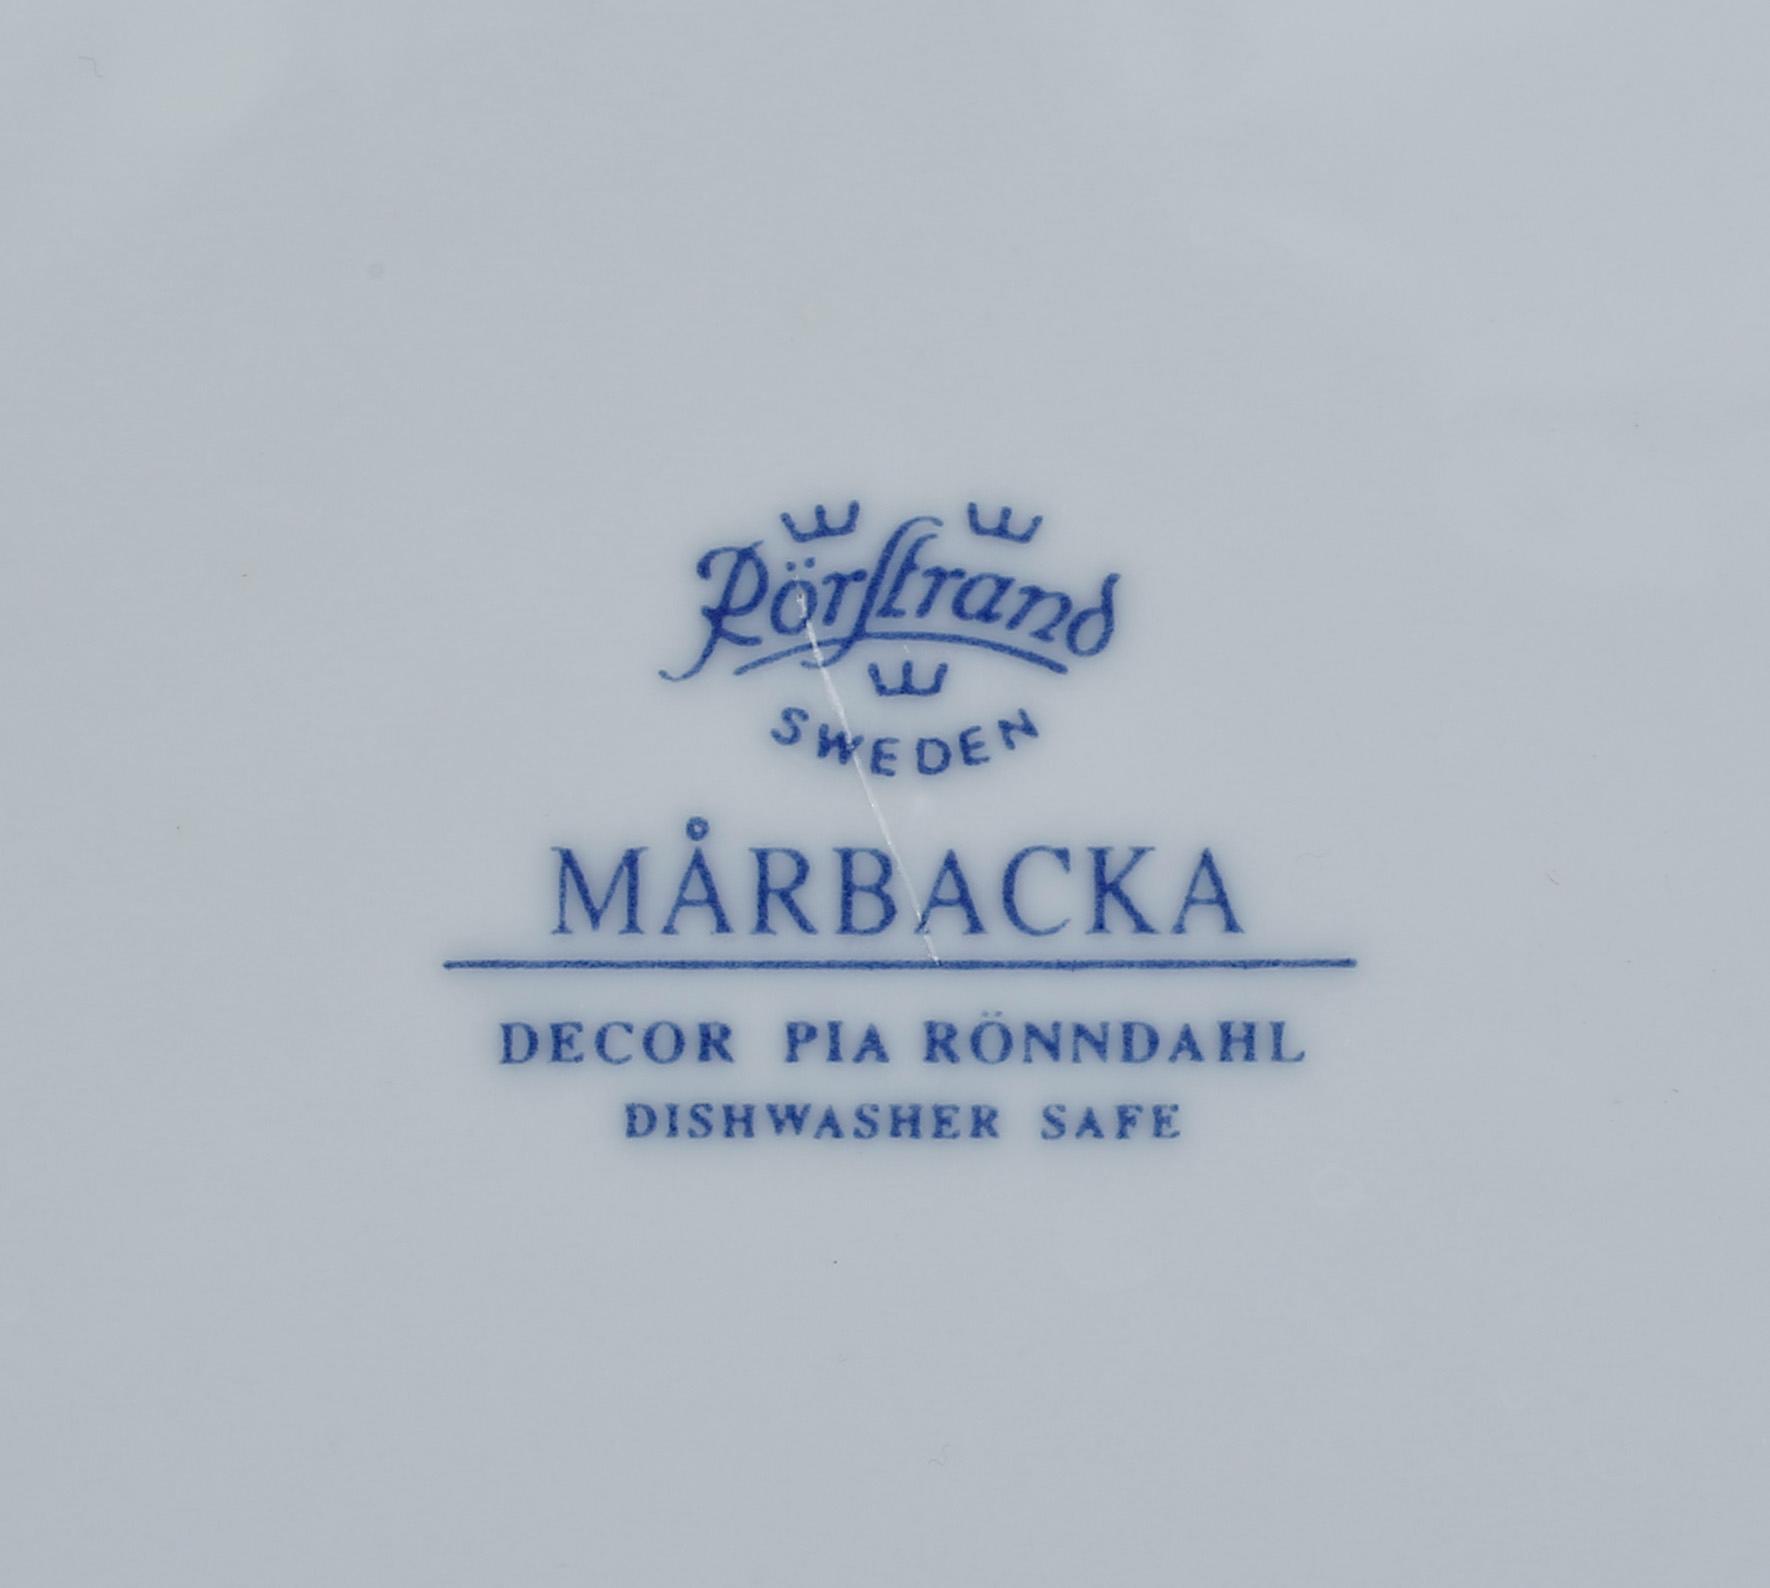 Rörstrand
SWEDEN
MÅRBACKA
DECOR PIA RÖNNDAHL
DISHWASHER SAFE